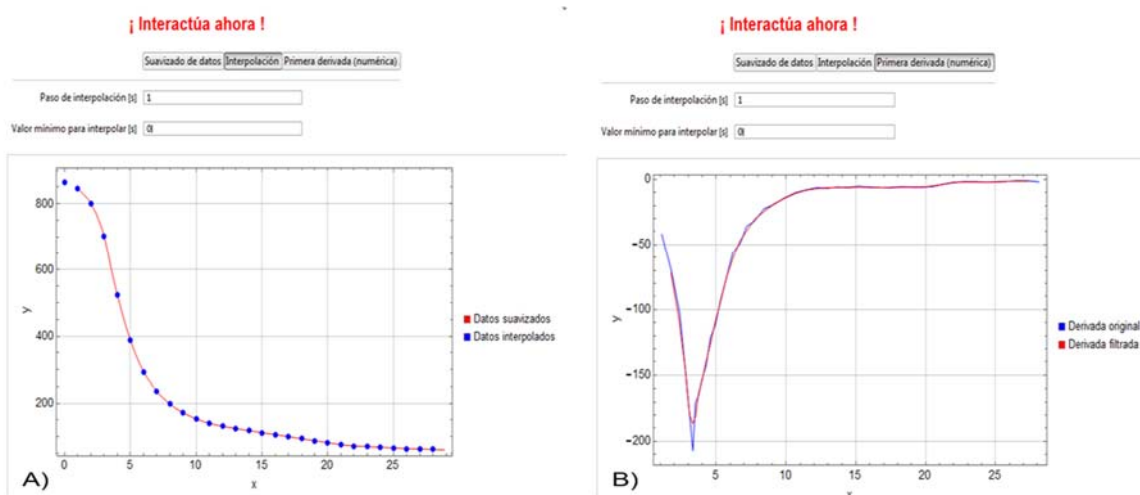 ¡ Interactúa ahora !
Suavizado de datos Interpolación Primera derivada (numérica)
Paso de interpolación [s] 1
Valor mínimo para interpolar [s] 0
800
600
400
200
y
0 5 10 15 20 25
x
Datos suavizados
Datos interpolados
A)
¡ Interactúa ahora !
Suavizado de datos Interpolación Primera derivada (numérica)
Paso de interpolación [s] 1
Valor mínimo para interpolar [s] 0
0
-50
-100
-150
-200
y
5 10 15 20 25
Derivada original
Derivada filtrada
B)